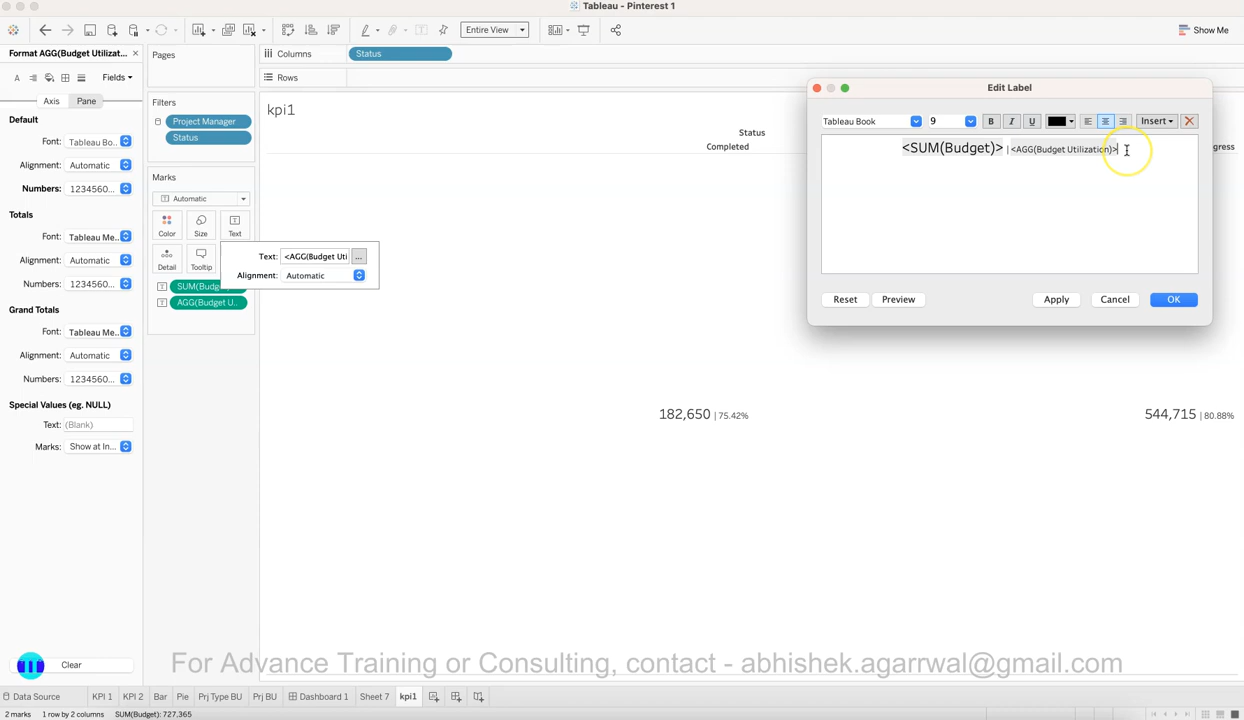 Tableau - Pinterest 1
Entire View
Show Me
Format AGG(Budget Utilizat...
Fields
Axis
Pane
Default
Font: Tableau Bo...
Alignment: Automatic
Numbers: 1234560...
Totals
Font: Tableau Me...
Alignment: Automatic
Numbers: 1234560...
Grand Totals
Font: Tableau Me...
Alignment: Automatic
Numbers: 1234560...
Special Values (eg. NULL)
Text: (Blank)
Marks: Show at In...
Clear
Pages
Filters
Project Manager
Status
Marks
Automatic
Color
Size
Text
Detail
Tooltip
SUM(Budg
AGG(Budget U..
Text: <AGG(Budget Uti ...
Alignment: Automatic
Columns
Status
Rows
kpi1
Status
Completed
gress
182,650 | 75.42%
544,715 | 80.88%
Edit Label
Tableau Book
9
B I U
Insert
<SUM(Budget)> | <AGG(Budget Utilization)>
Reset
Preview
Apply
Cancel
OK
For Advance Training or Consulting, contact - abhishek.agarrwal@gmail.com
Data Source
KPI 1
KPI 2
Bar
Pie
Prj Type BU
Prj BU
Dashboard 1
Sheet 7
kpi1
2 marks
1 row by 2 columns
SUM(Budget): 727,365